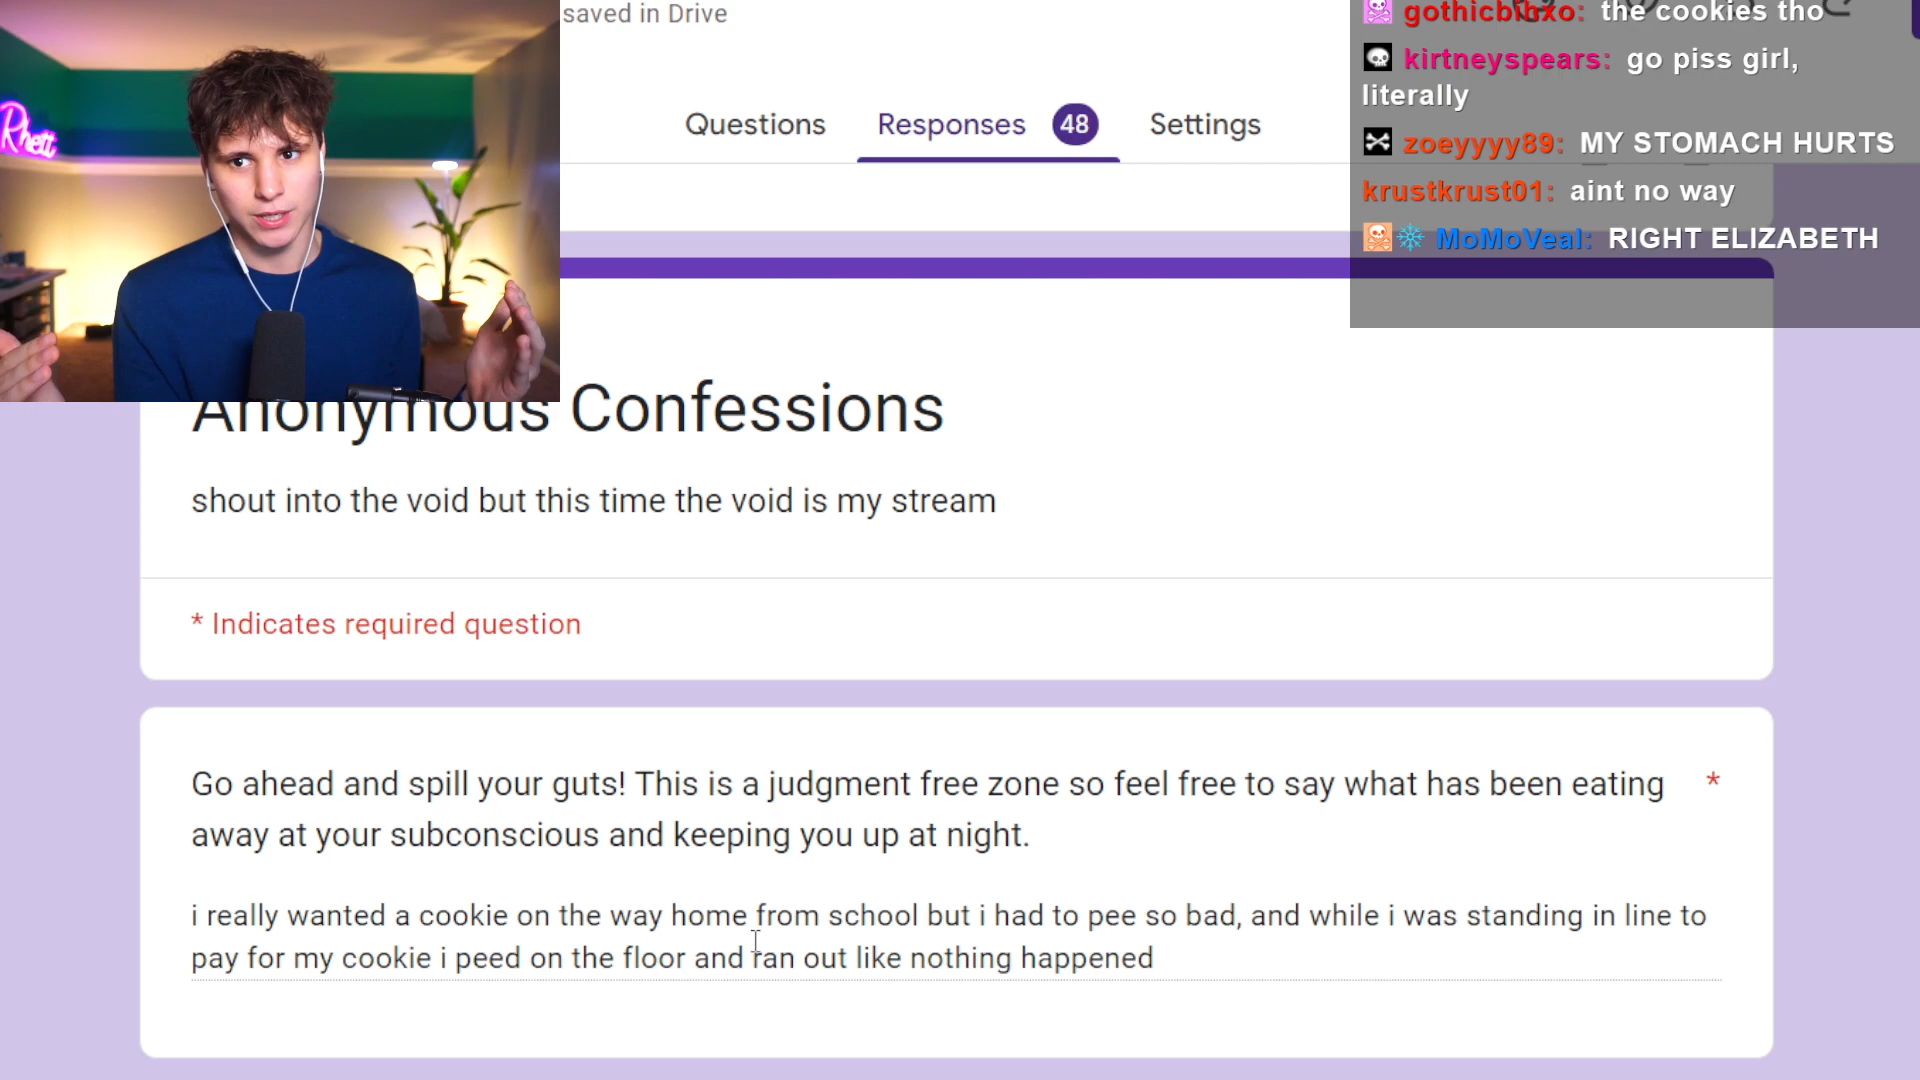 saved in Drive
Rhett
Questions Responses 48 Settings
gothicbibxo: the cookies tho
kirtneyspears: go piss girl,
literally
zoeyyyy89: MY STOMACH HURTS
krustkrust01: aint no way
MoMoVeal: RIGHT ELIZABETH
Anonymous Confessions
shout into the void but this time the void is my stream
* Indicates required question
Go ahead and spill your guts! This is a judgment free zone so feel free to say what has been eating *
away at your subconscious and keeping you up at night.
i really wanted a cookie on the way home from school but i had to pee so bad, and while i was standing in line to
pay for my cookie i peed on the floor and ran out like nothing happened